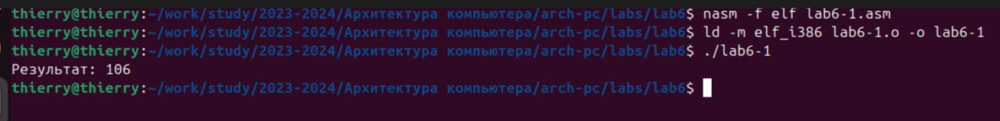 thierry@thierry:~/work/study/2023-2024/Архитектура компьютера/arch-pc/labs/lab6$ nasm -f elf lab6-1.asm
thierry@thierry:~/work/study/2023-2024/Архитектура компьютера/arch-pc/labs/lab6$ ld -m elf_i386 lab6-1.o -o lab6-1
thierry@thierry:~/work/study/2023-2024/Архитектура компьютера/arch-pc/labs/lab6$ ./lab6-1
Результат: 106
thierry@thierry:~/work/study/2023-2024/Архитектура компьютера/arch-pc/labs/lab6$